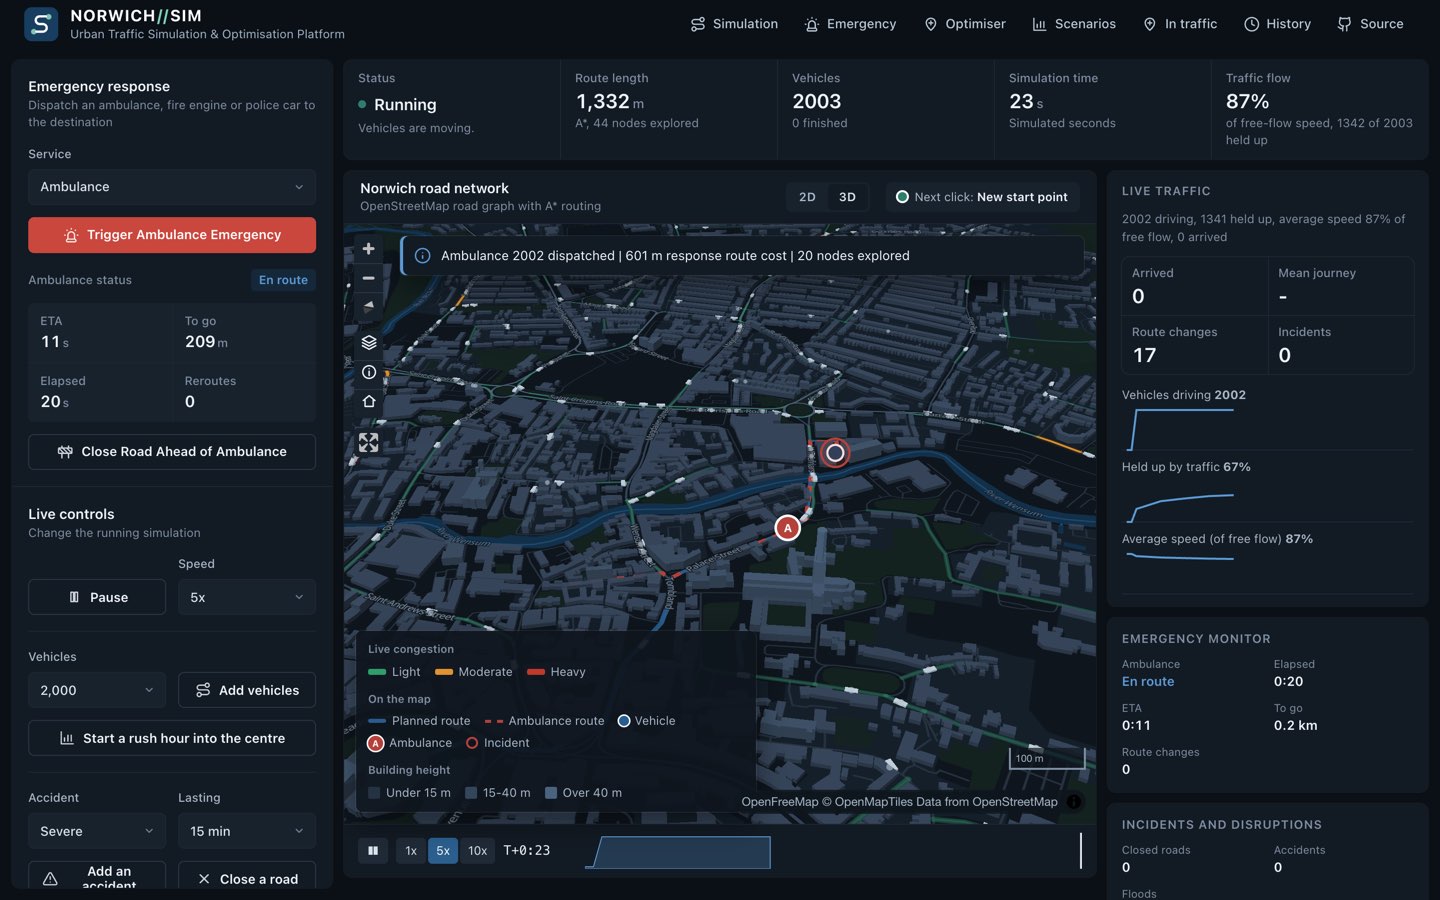 NORWICH//SIM
Urban Traffic Simulation & Optimisation Platform
Simulation
Emergency
Optimiser
Scenarios
In traffic
History
Source
Emergency response
Dispatch an ambulance, fire engine or police car to
the destination
Service
Ambulance
Trigger Ambulance Emergency
Ambulance status
En route
ETA
11 s
To go
209 m
Elapsed
20 s
Reroutes
0
Close Road Ahead of Ambulance
Live controls
Change the running simulation
Speed
Pause
5x
Vehicles
2,000
Add vehicles
Start a rush hour into the centre
Accident
Lasting
Severe
15 min
Add an
accident
Close a road
Status
Running
Vehicles are moving.
Route length
1,332 m
A*, 44 nodes explored
Vehicles
2003
0 finished
Simulation time
23 s
Simulated seconds
Traffic flow
87%
of free-flow speed, 1342 of 2003
held up
Norwich road network
OpenStreetMap road graph with A* routing
2D
3D
Next click: New start point
Ambulance 2002 dispatched | 601 m response route cost | 20 nodes explored
A
Palace Street
Tombland
Saint Andrews Street
Live congestion
Light
Moderate
Heavy
On the map
Planned route
Ambulance route
Vehicle
A
Ambulance
Incident
Building height
Under 15 m
15-40 m
Over 40 m
100 m
OpenFreeMap © OpenMapTiles Data from OpenStreetMap
1x
5x
10x
T+0:23
LIVE TRAFFIC
2002 driving, 1341 held up, average speed 87% of
free flow, 0 arrived
Arrived
0
Mean journey
-
Route changes
17
Incidents
0
Vehicles driving 2002
Held up by traffic 67%
Average speed (of free flow) 87%
EMERGENCY MONITOR
Ambulance
En route
Elapsed
0:20
ETA
0:11
To go
0.2 km
Route changes
0
INCIDENTS AND DISRUPTIONS
Closed roads
0
Accidents
0
Floods